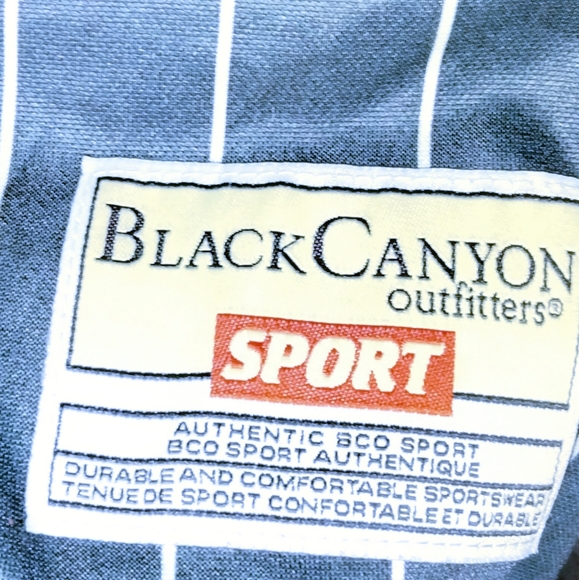 BLACKCANYON
outfitters®
SPORT
AUTHENTIC BCO SPORT
BCO SPORT AUTHENTIQUE
DURABLE AND COMFORTABLE SPORTSWEAR
TENUE DE SPORT CONFORTABLE ET DURABLE